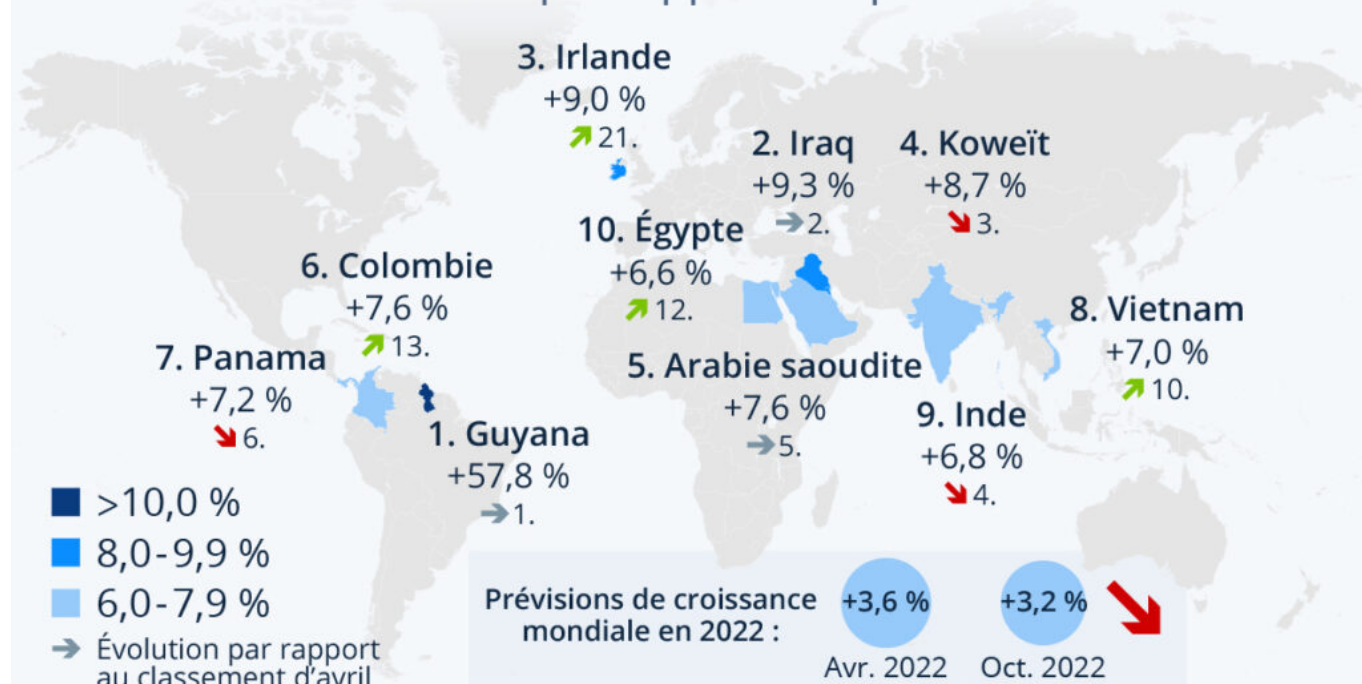 3. Irlande
+9,0 %
21.
2. Iraq
+9,3 %
2.
4. Koweït
+8,7 %
3.
10. Égypte
+6,6 %
12.
6. Colombie
+7,6 %
13.
8. Vietnam
+7,0 %
10.
7. Panama
+7,2 %
6.
5. Arabie saoudite
+7,6 %
5.
9. Inde
+6,8 %
4.
1. Guyana
+57,8 %
1.
>10,0 %
8,0-9,9 %
6,0-7,9 %
Évolution par rapport
au classement d'avril
Prévisions de croissance
mondiale en 2022 :
+3,6 %
Avr. 2022
+3,2 %
Oct. 2022